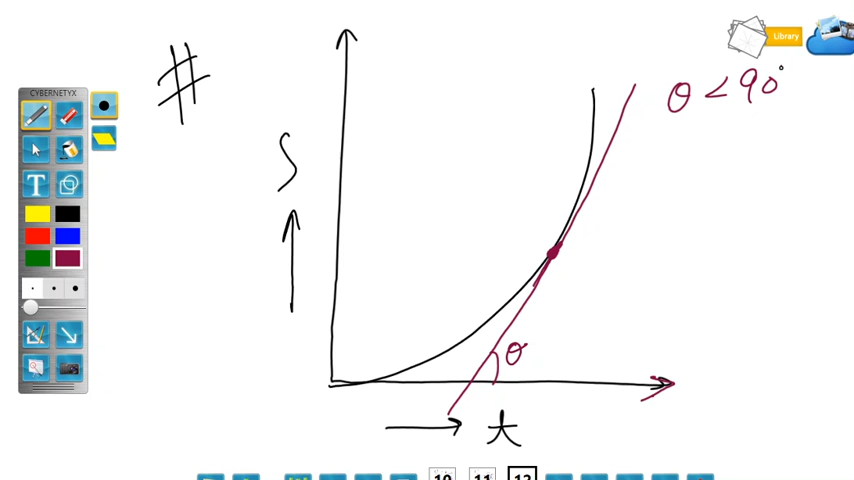 #
Library
θ < 90°
CYBERNETYX
S
T
θ
t
10 11 12